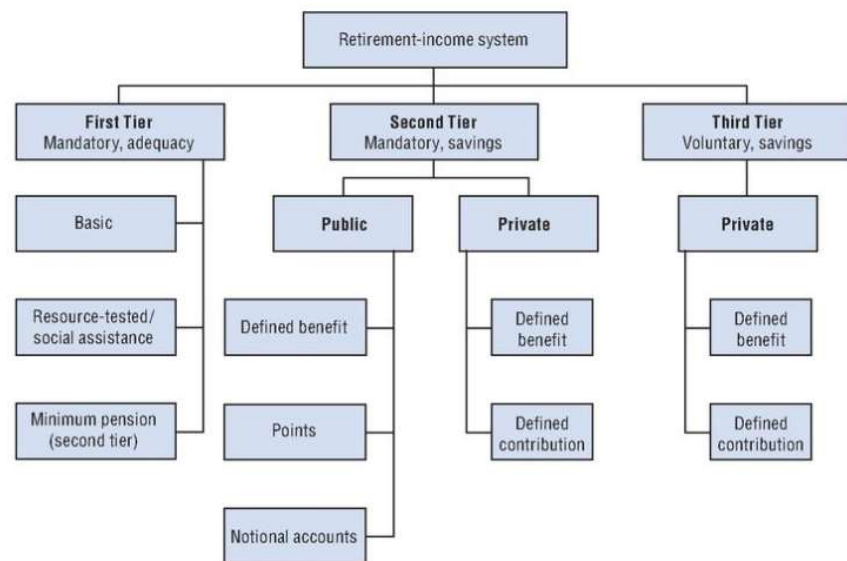 Retirement-income system
First Tier
Mandatory, adequacy
Second Tier
Mandatory, savings
Third Tier
Voluntary, savings
Basic
Resource-tested/
social assistance
Minimum pension
(second tier)
Public
Private
Defined benefit
Points
Notional accounts
Defined
benefit
Defined
contribution
Private
Defined
benefit
Defined
contribution